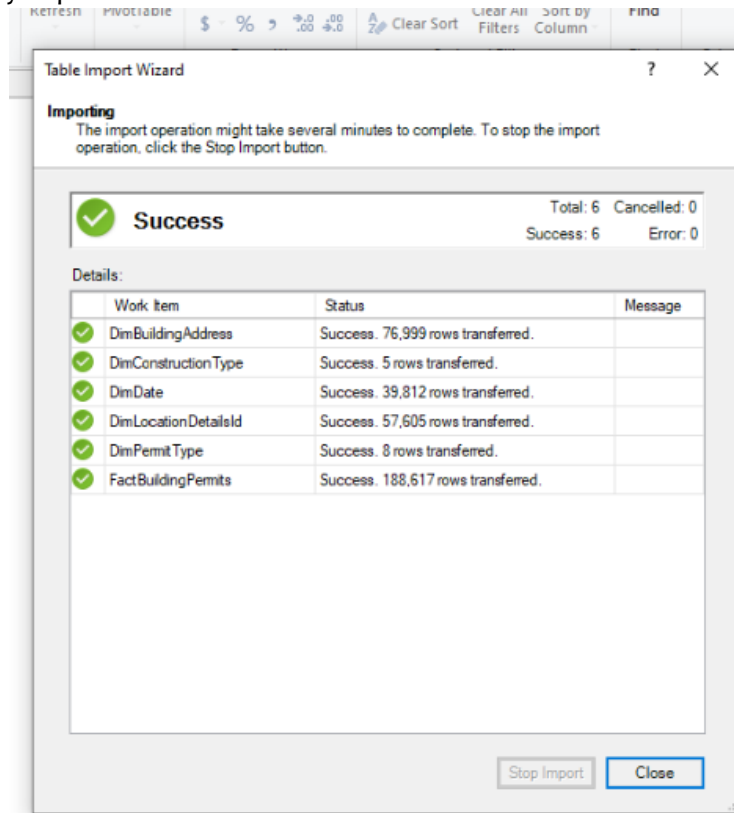 Refresh PivotTable Clear All Sort by Find
$ - % , .00 Clear Sort Filters Column
Table Import Wizard ? X
Importing
The import operation might take several minutes to complete. To stop the import
operation, click the Stop Import button.
Success Total: 6 Cancelled: 0
Success: 6 Error: 0
Details:
Work Item Status Message
DimBuildingAddress Success. 76,999 rows transferred.
DimConstructionType Success. 5 rows transferred.
DimDate Success. 39,812 rows transferred.
DimLocationDetailsId Success. 57,605 rows transferred.
DimPermitType Success. 8 rows transferred.
FactBuildingPermits Success. 188,617 rows transferred.
Stop Import Close